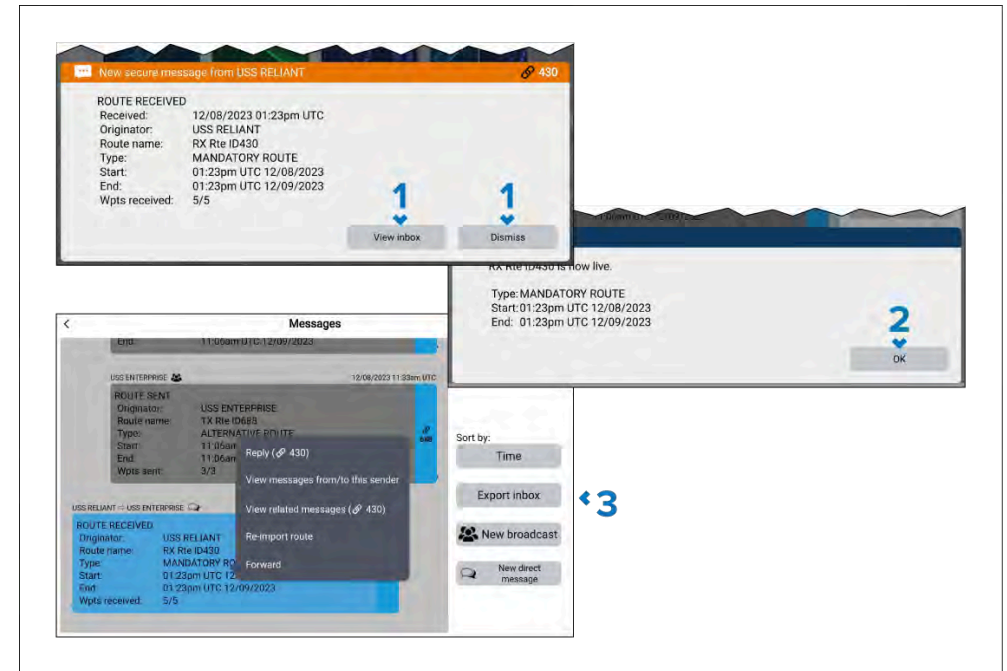 New secure message from USS RELIANT 430
ROUTE RECEIVED
Received: 12/08/2023 01:23pm UTC
Originator: USS RELIANT
Route name: RX Rte ID430
Type: MANDATORY ROUTE
Start: 01:23pm UTC 12/08/2023
End: 01:23pm UTC 12/09/2023
Wpts received: 5/5
1 1
View inbox Dismiss
RX Rte ID430 is now live.
Type: MANDATORY ROUTE
Start: 01:23pm UTC 12/08/2023
End: 01:23pm UTC 12/09/2023
2
OK
< Messages
End: 11:06am UTC 12/09/2023
USS ENTERPRISE 12/08/2023 11:33am UTC
ROUTE SENT
Originator: USS ENTERPRISE
Route name: TX Rte ID688
Type: ALTERNATIVE ROUTE
Start: 11:06am
End: 11:06am
Wpts sent: 3/3
Reply ( 430)
View messages from/to this sender
View related messages ( 430)
Re-import route
Forward
USS RELIANT ⇨ USS ENTERPRISE
ROUTE RECEIVED
Originator: USS RELIANT
Route name: RX Rte ID430
Type: MANDATORY RO
Start: 01:23pm UTC 12
End: 01:23pm UTC 12/09/2023
Wpts received: 5/5
Sort by:
Time
Export inbox
3
New broadcast
New direct
message